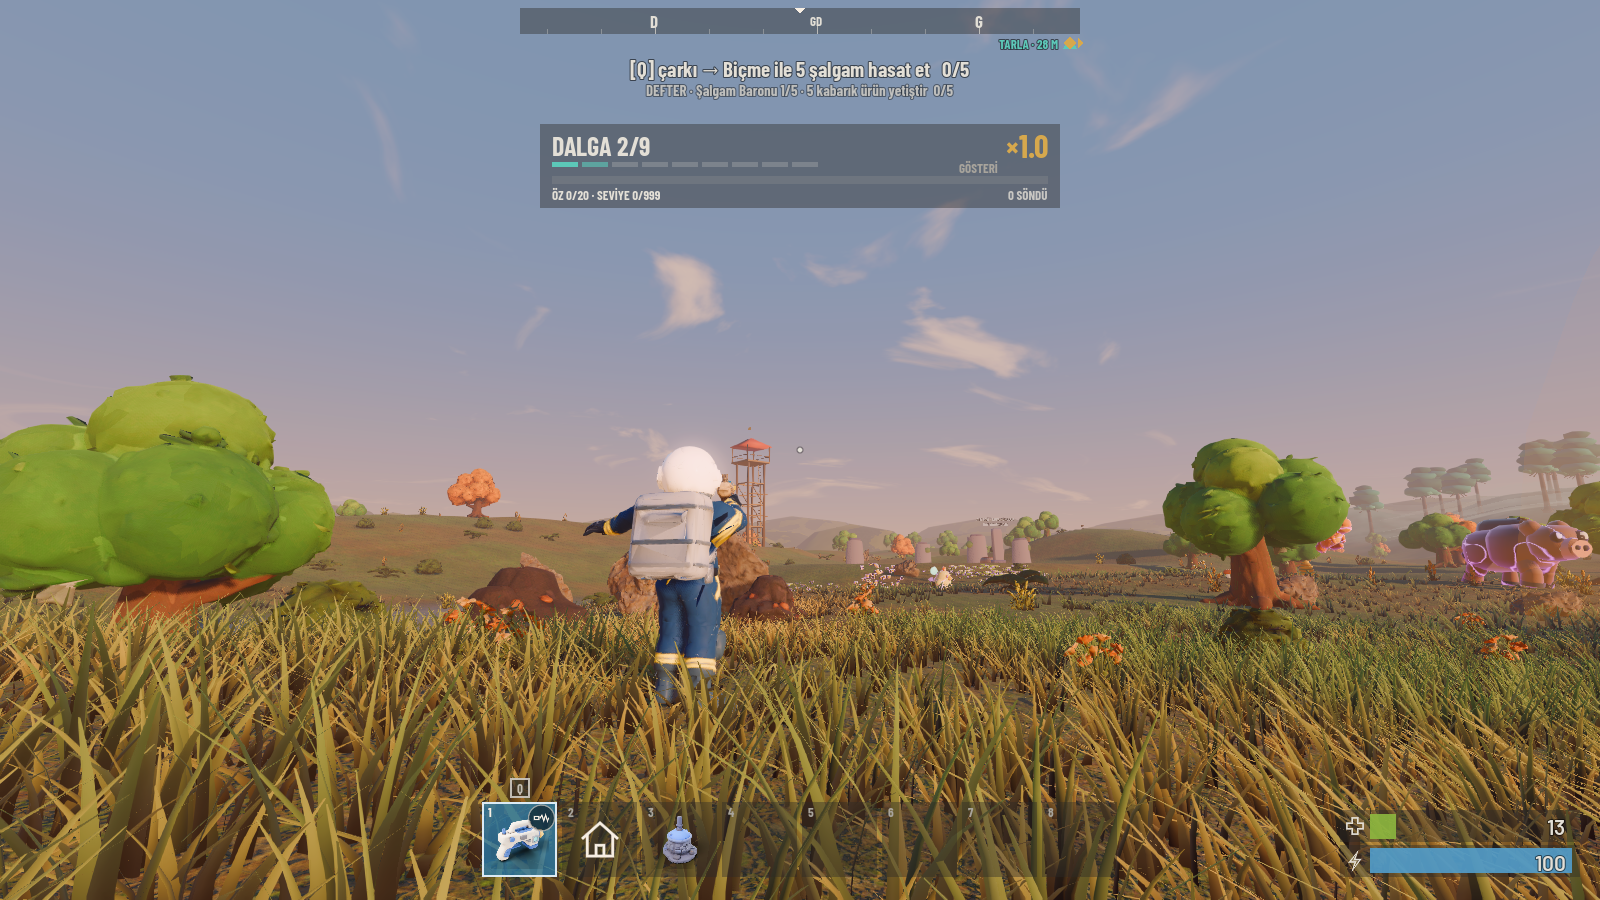 D GD G
TARLA · 28 M
[Q] çarkı → Biçme ile 5 şalgam hasat et 0/5
DEFTER · Şalgam Baronu 1/5 · 5 kabarık ürün yetiştir 0/5
DALGA 2/9
×1.0
GÖSTERİ
ÖZ 0/20 · SEVİYE 0/999
0 SÖNDÜ
Q
1 2 3 4 5 6 7 8
13
100